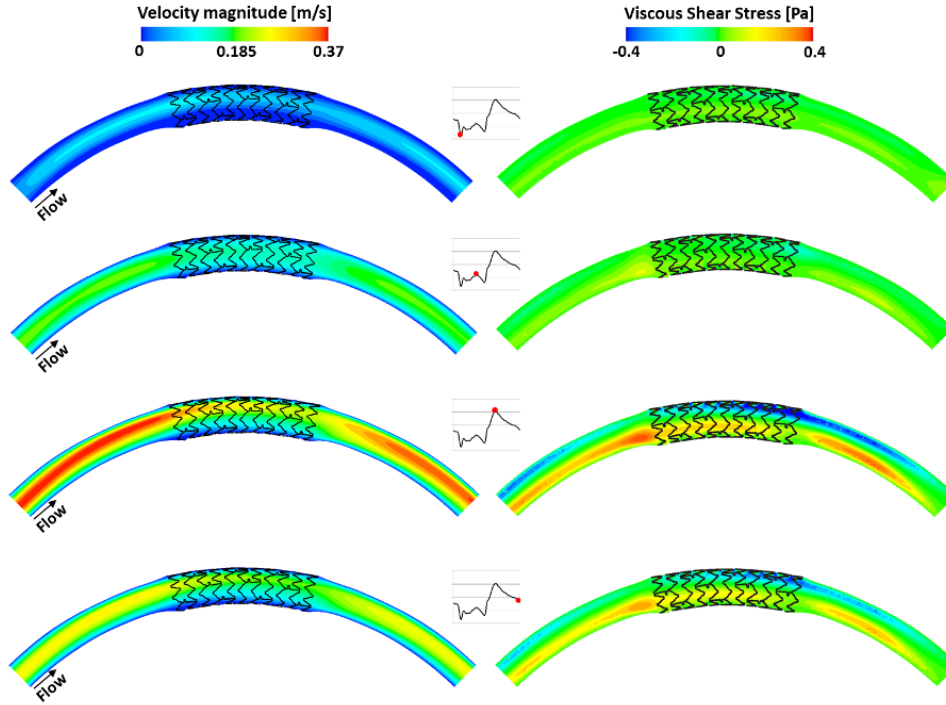 Velocity magnitude [m/s]
0 0.185 0.37
Viscous Shear Stress [Pa]
-0.4 0 0.4
Flow
Flow
Flow
Flow